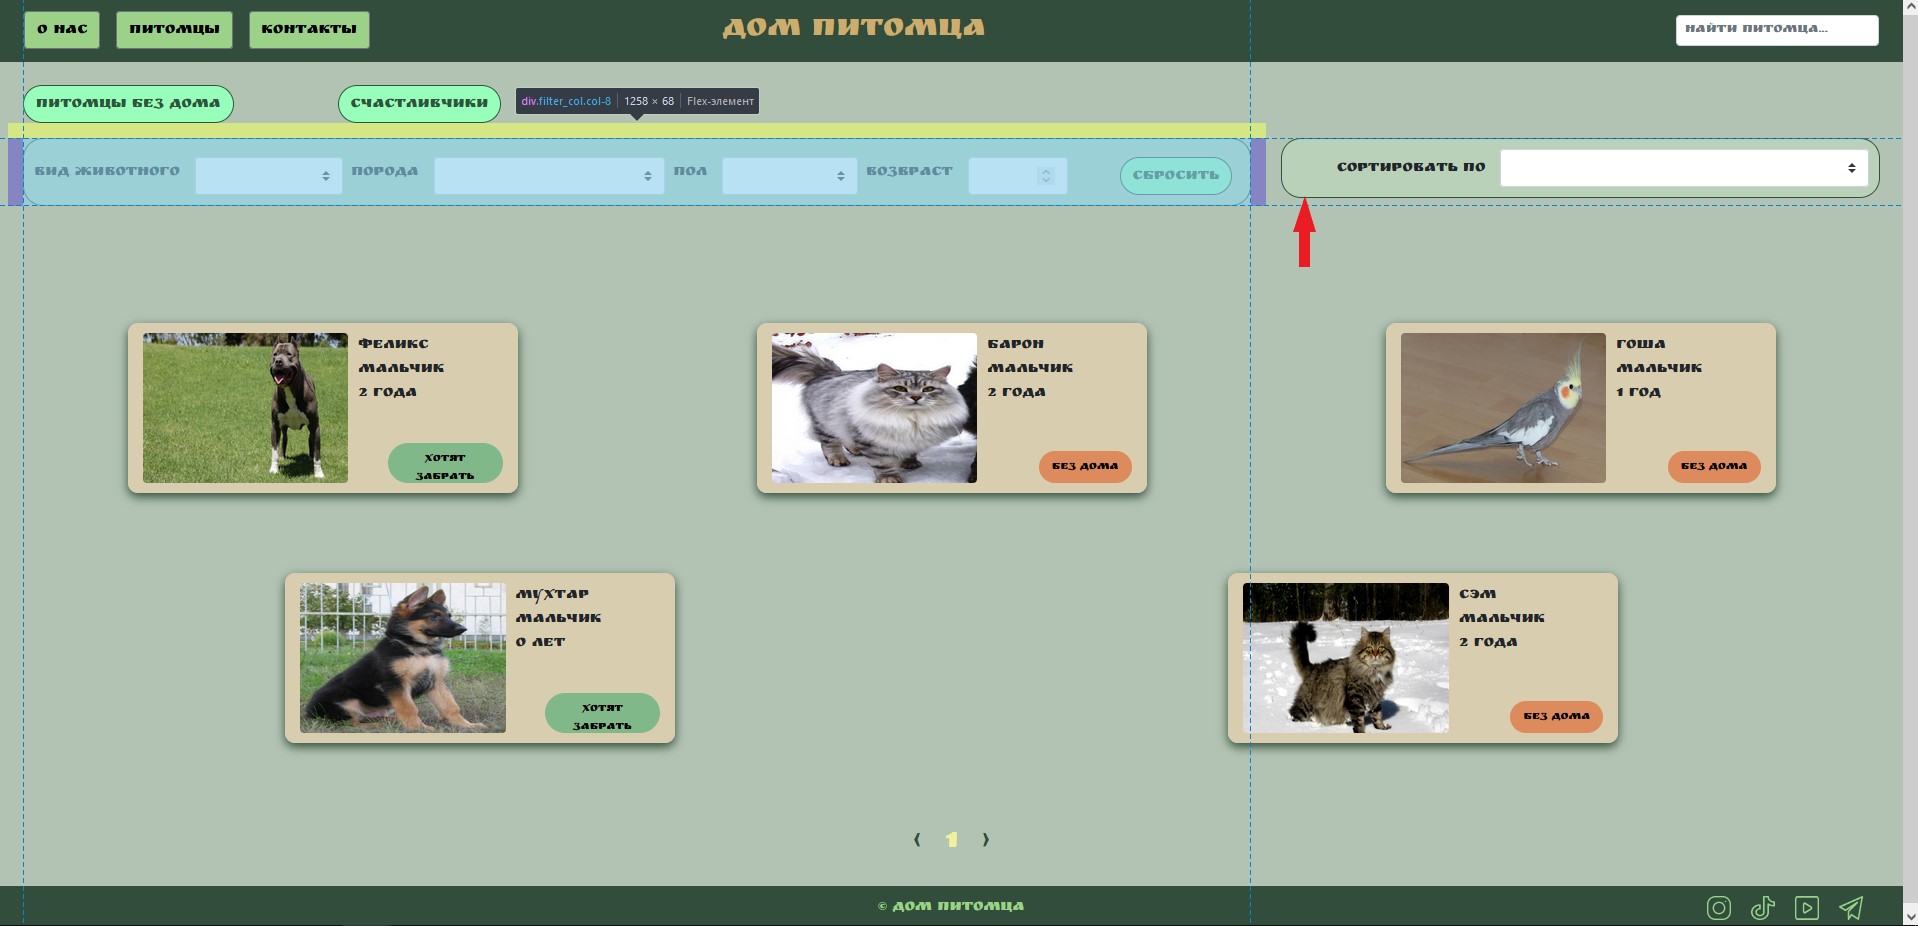 О НАС
ПИТОМЦЫ
КОНТАКТЫ
ДОМ ПИТОМЦА
НАЙТИ ПИТОМЦА...
ПИТОМЦЫ БЕЗ ДОМА
СЧАСТЛИВЧИКИ
div.filter_col.col-8
1258 × 68
Flex-элемент
ВИД ЖИВОТНОГО
ПОРОДА
ПОЛ
ВОЗВРАСТ
СБРОСИТЬ
СОРТИРОВАТЬ ПО
ФЕЛИКС
МАЛЬЧИК
2 ГОДА
ХОТЯТ
ЗАБРАТЬ
БАРОН
МАЛЬЧИК
2 ГОДА
БЕЗ ДОМА
ГОША
МАЛЬЧИК
1 ГОД
БЕЗ ДОМА
МУХТАР
МАЛЬЧИК
0 ЛЕТ
ХОТЯТ
ЗАБРАТЬ
СЭМ
МАЛЬЧИК
2 ГОДА
БЕЗ ДОМА
⟨ 1 ⟩
© ДОМ ПИТОМЦА